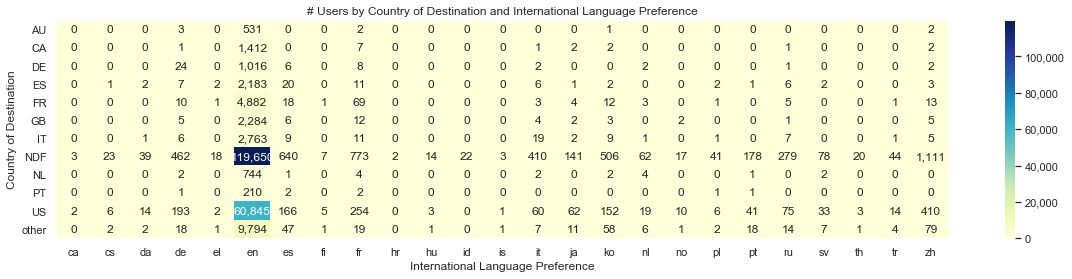 # Users by Country of Destination and International Language Preference
AU 0 0 0 3 0 531 0 0 2 0 0 0 0 0 0 1 0 0 0 0 0 0 0 0 2
CA 0 0 0 1 0 1,412 0 0 7 0 0 0 0 1 2 2 0 0 0 0 1 0 0 0 2
DE 0 0 0 24 0 1,016 6 0 8 0 0 0 0 2 0 0 2 0 0 0 1 0 0 0 2
ES 0 1 2 7 2 2,183 20 0 11 0 0 0 0 6 1 2 0 0 2 1 6 2 0 0 3
FR 0 0 0 10 1 4,882 18 1 69 0 0 0 0 3 4 12 3 0 1 0 5 0 0 1 13
GB 0 0 0 5 0 2,284 6 0 12 0 0 0 0 4 2 3 0 2 0 0 1 0 0 0 5
IT 0 0 1 6 0 2,763 9 0 11 0 0 0 0 19 2 9 1 0 1 0 7 0 0 1 5
NDF 3 23 39 462 18 119,650 640 7 773 2 14 22 3 410 141 506 62 17 41 178 279 78 20 44 1,111
NL 0 0 0 2 0 744 1 0 4 0 0 0 0 2 0 2 4 0 0 1 0 2 0 0 0
PT 0 0 0 1 0 210 2 0 2 0 0 0 0 0 0 0 0 0 1 1 0 0 0 0 0
US 2 6 14 193 2 60,845 166 5 254 0 3 0 1 60 62 152 19 10 6 41 75 33 3 14 410
other 0 2 2 18 1 9,794 47 1 19 0 1 0 1 7 11 58 6 1 2 18 14 7 1 4 79
ca cs da de el en es fi fr hr hu id is it ja ko nl no pl pt ru sv th tr zh
International Language Preference
Country of Destination
100,000
80,000
60,000
40,000
20,000
0